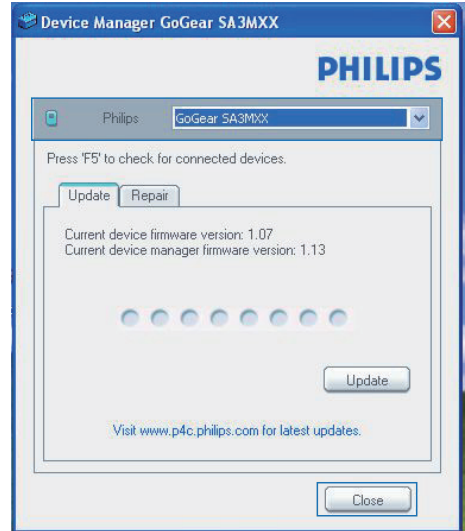 Device Manager GoGear SA3MXX
PHILIPS
Philips GoGear SA3MXX
Press 'F5' to check for connected devices.
Update Repair
Current device firmware version: 1.07
Current device manager firmware version: 1.13
Update
Visit www.p4c.philips.com for latest updates.
Close